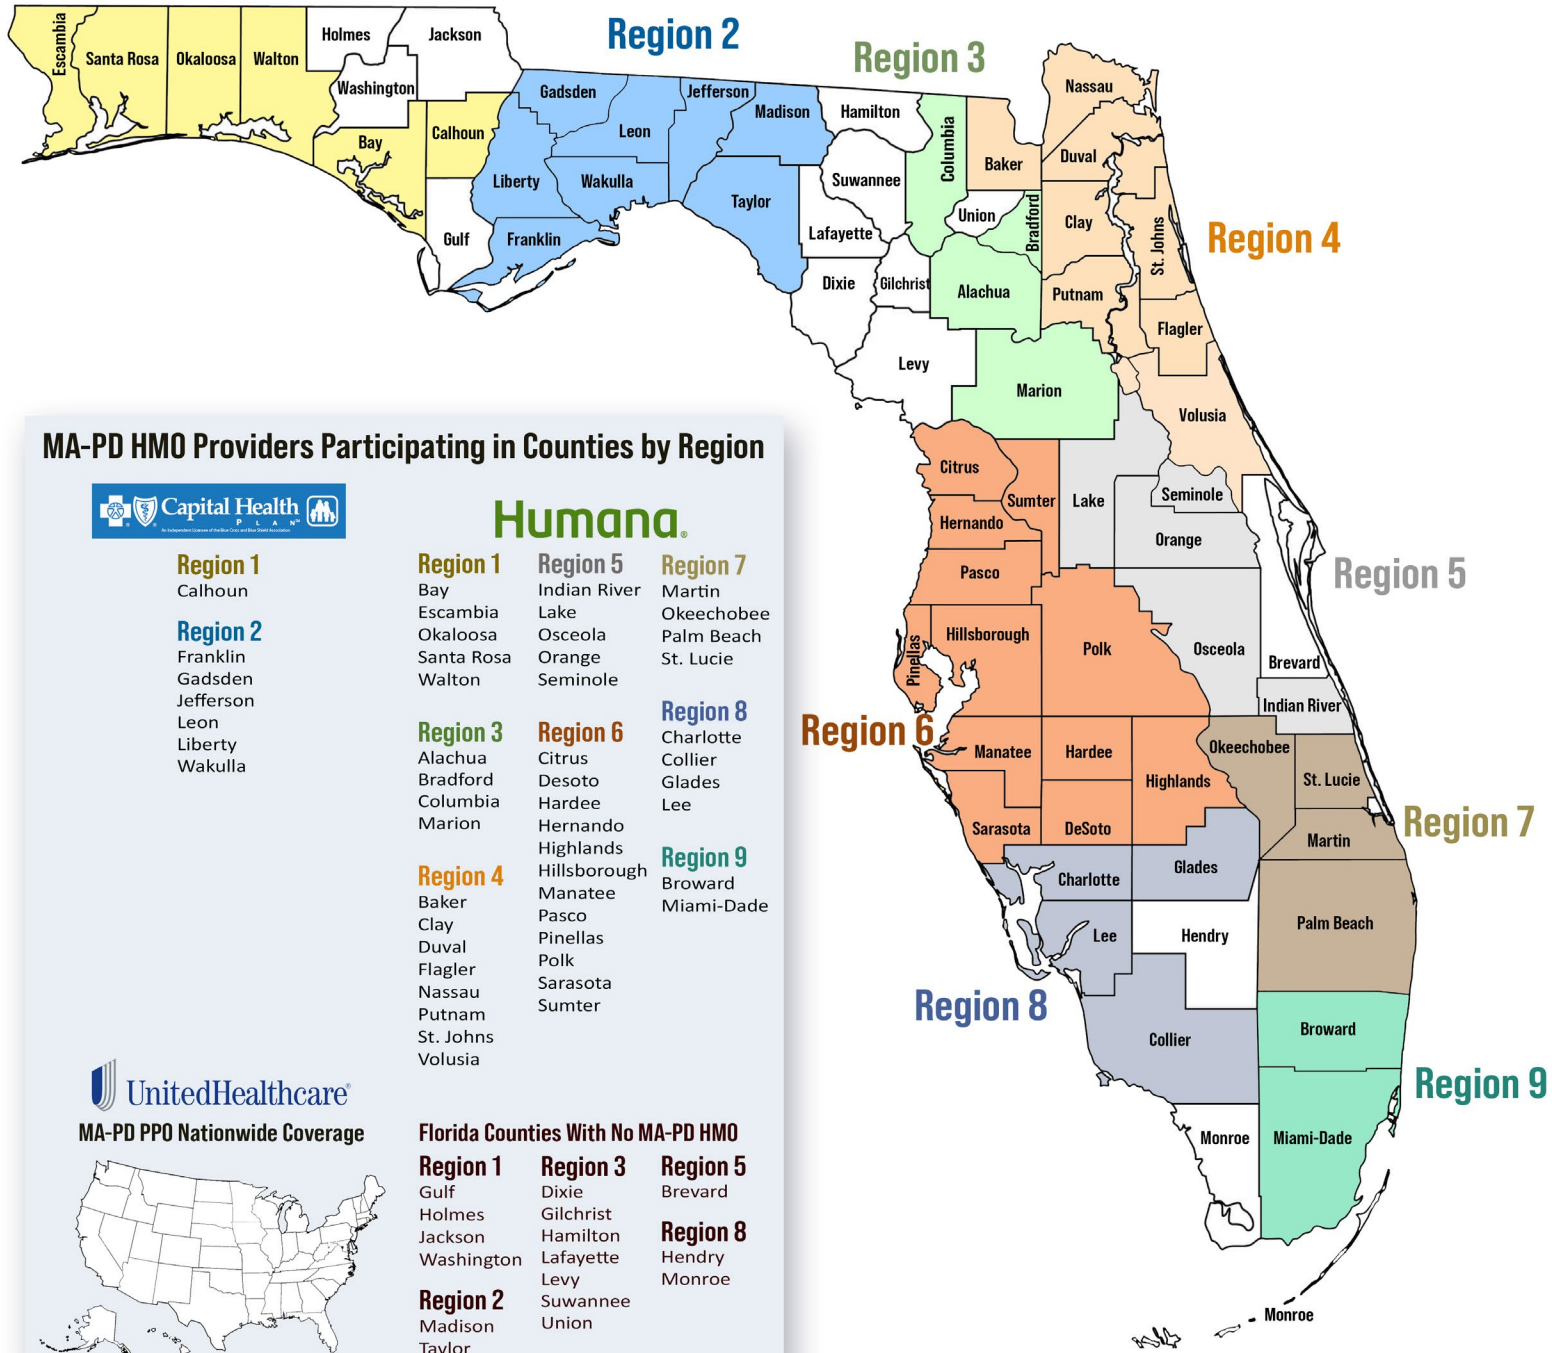 Region 2
Region 3
Region 4
Region 5
Region 6
Region 7
Region 8
Region 9
Escambia
Santa Rosa
Okaloosa
Walton
Holmes
Jackson
Washington
Bay
Calhoun
Gulf
Gadsden
Leon
Jefferson
Madison
Liberty
Wakulla
Franklin
Taylor
Hamilton
Suwannee
Lafayette
Dixie
Gilchrist
Levy
Columbia
Union
Bradford
Alachua
Marion
Baker
Nassau
Duval
Clay
St. Johns
Putnam
Flagler
Volusia
Citrus
Sumter
Hernando
Pasco
Pinellas
Hillsborough
Polk
Manatee
Hardee
Highlands
Sarasota
DeSoto
Lake
Seminole
Orange
Osceola
Brevard
Indian River
Okeechobee
St. Lucie
Martin
Palm Beach
Charlotte
Glades
Lee
Hendry
Collier
Broward
Miami-Dade
Monroe
Monroe
MA-PD HMO Providers Participating in Counties by Region
Capital Health
PLAN
Region 1
Calhoun
Region 2
Franklin
Gadsden
Jefferson
Leon
Liberty
Wakulla
Humana.
Region 1
Bay
Escambia
Okaloosa
Santa Rosa
Walton
Region 3
Alachua
Bradford
Columbia
Marion
Region 4
Baker
Clay
Duval
Flagler
Nassau
Putnam
St. Johns
Volusia
Region 5
Indian River
Lake
Osceola
Orange
Seminole
Region 6
Citrus
Desoto
Hardee
Hernando
Highlands
Hillsborough
Manatee
Pasco
Pinellas
Polk
Sarasota
Sumter
Region 7
Martin
Okeechobee
Palm Beach
St. Lucie
Region 8
Charlotte
Collier
Glades
Lee
Region 9
Broward
Miami-Dade
UnitedHealthcare
MA-PD PPO Nationwide Coverage
Florida Counties With No MA-PD HMO
Region 1
Gulf
Holmes
Jackson
Washington
Region 2
Madison
Taylor
Region 3
Dixie
Gilchrist
Hamilton
Lafayette
Levy
Suwannee
Union
Region 5
Brevard
Region 8
Hendry
Monroe